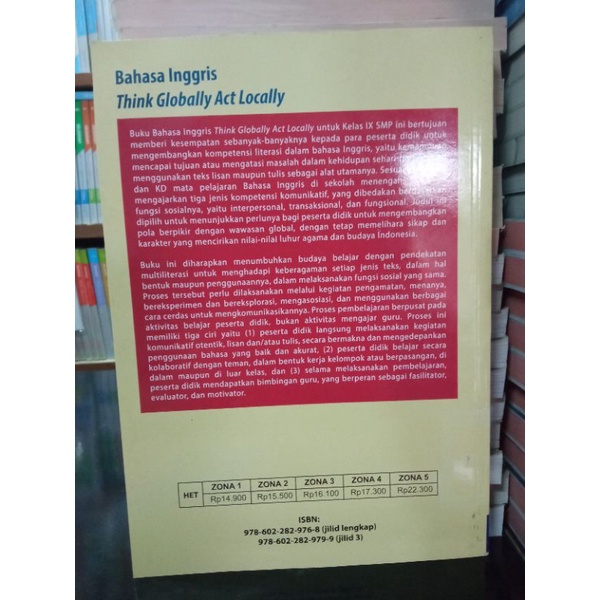 Bahasa Inggris
Think Globally Act Locally
Buku Bahasa Inggris Think Globally Act Locally untuk Kelas IX SMP ini bertujuan
memberi kesempatan sebanyak-banyaknya kepada para peserta didik untuk
mengembangkan kompetensi literasi dalam bahasa Inggris, yaitu kemampuan
mencapai tujuan atau mengatasi masalah dalam kehidupan sehari-
menggunakan teks lisan maupun tulis sebagai alat utamanya. Sesuai
dan KD mata pelajaran Bahasa Inggris di sekolah menengah
mengajarkan tiga jenis kompetensi komunikatif, yang dibedakan berdasarkan
fungsi sosialnya, yaitu interpersonal, transaksional, dan fungsional. Judul ini
dipilih untuk menunjukkan perlunya bagi peserta didik untuk mengembangkan
pola berpikir dengan wawasan global, dengan tetap memelihara sikap dan
karakter yang mencirikan nilai-nilai luhur agama dan budaya Indonesia.
Buku ini diharapkan menumbuhkan budaya belajar dengan pendekatan
multiliterasi untuk menghadapi keberagaman setiap jenis teks, dalam hal
bentuk maupun penggunaannya, dalam melaksanakan fungsi sosial yang sama.
Proses tersebut perlu dilaksanakan melalui kegiatan pengamatan, menanya,
bereksperimen dan bereksplorasi, mengasosiasi, dan menggunakan berbagai
cara cerdas untuk mengkomunikasikannya. Proses pembelajaran berpusat pada
aktivitas belajar peserta didik, bukan aktivitas mengajar guru. Proses ini
memiliki tiga ciri yaitu (1) peserta didik langsung melaksanakan kegiatan
komunikatif otentik, lisan dan/atau tulis, secara bermakna dan mengedepankan
penggunaan bahasa yang baik dan akurat, (2) peserta didik belajar secara
kolaboratif dengan teman, dalam bentuk kerja kelompok atau berpasangan, di
dalam maupun di luar kelas, dan (3) selama melaksanakan pembelajaran,
peserta didik mendapatkan bimbingan guru, yang berperan sebagai fasilitator,
evaluator, dan motivator.
HET ZONA 1 ZONA 2 ZONA 3 ZONA 4 ZONA 5
Rp14.900 Rp15.500 Rp16.100 Rp17.300 Rp22.300
ISBN:
978-602-282-976-8 (jilid lengkap)
978-602-282-979-9 (jilid 3)